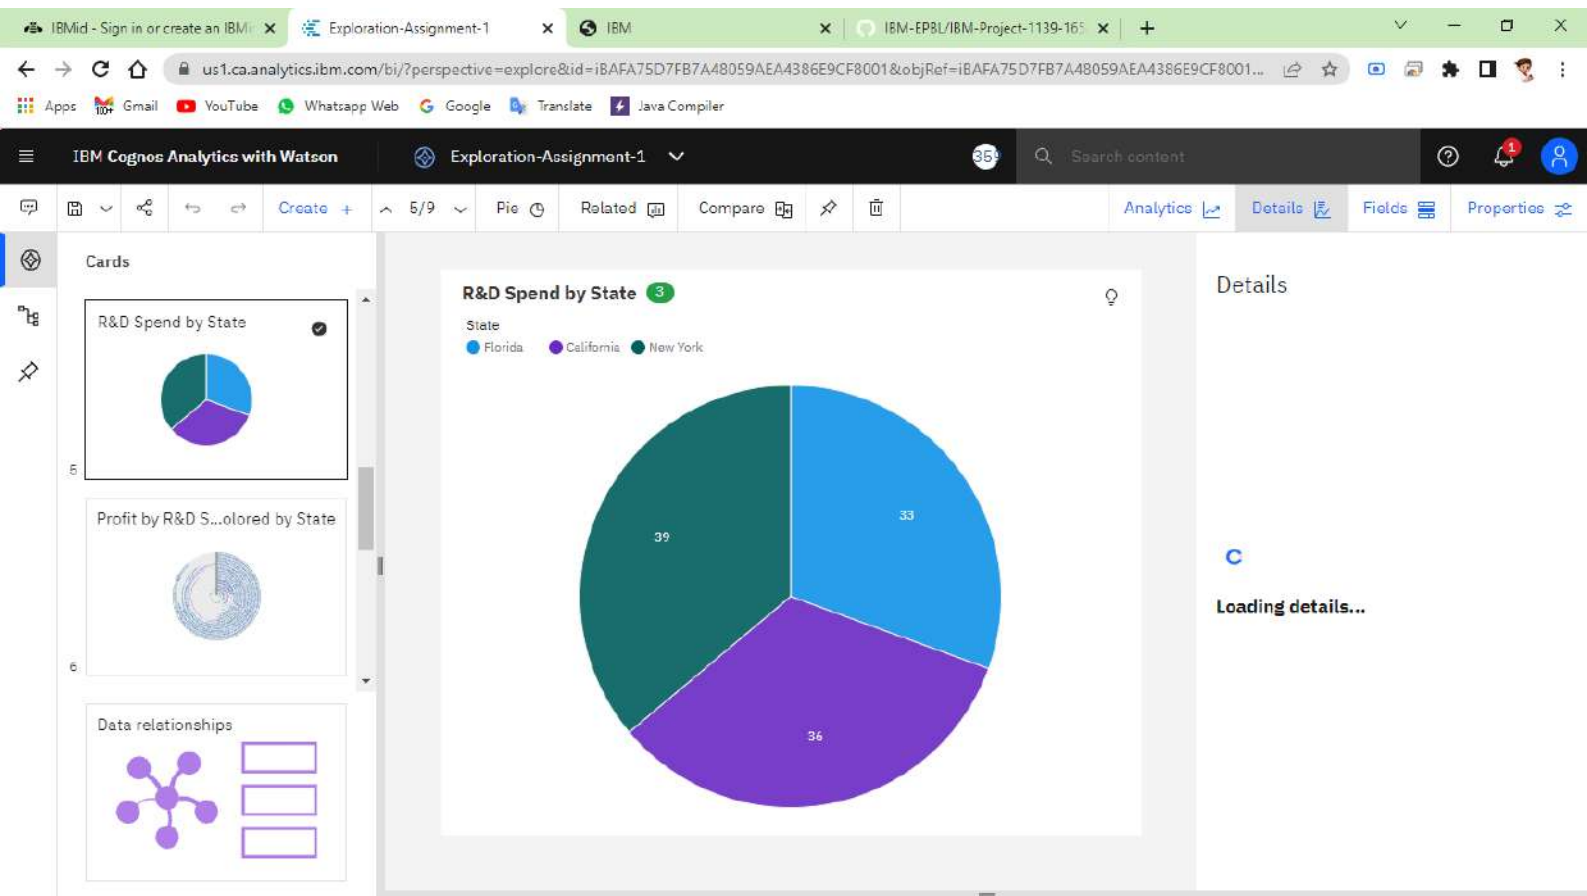 IBMid - Sign in or create an IBMi
Exploration-Assignment-1
IBM
IBM-EPBL/IBM-Project-1139-165
us1.ca.analytics.ibm.com/bi/?perspective=explore&id=iBAFA75D7FB7A48059AEA4386E9CF8001&objRef=iBAFA75D7FB7A48059AEA4386E9CF8001...
Apps
100+
Gmail
YouTube
Whatsapp Web
Google
Translate
Java Compiler
IBM Cognos Analytics with Watson
Exploration-Assignment-1
Search content
1
Create +
5/9
Pie
Related
Compare
Analytics
Details
Fields
Properties
Cards
R&D Spend by State
5
Profit by R&D S...olored by State
6
Data relationships
R&D Spend by State 3
State
Florida California New York
33
39
36
Details
Loading details...